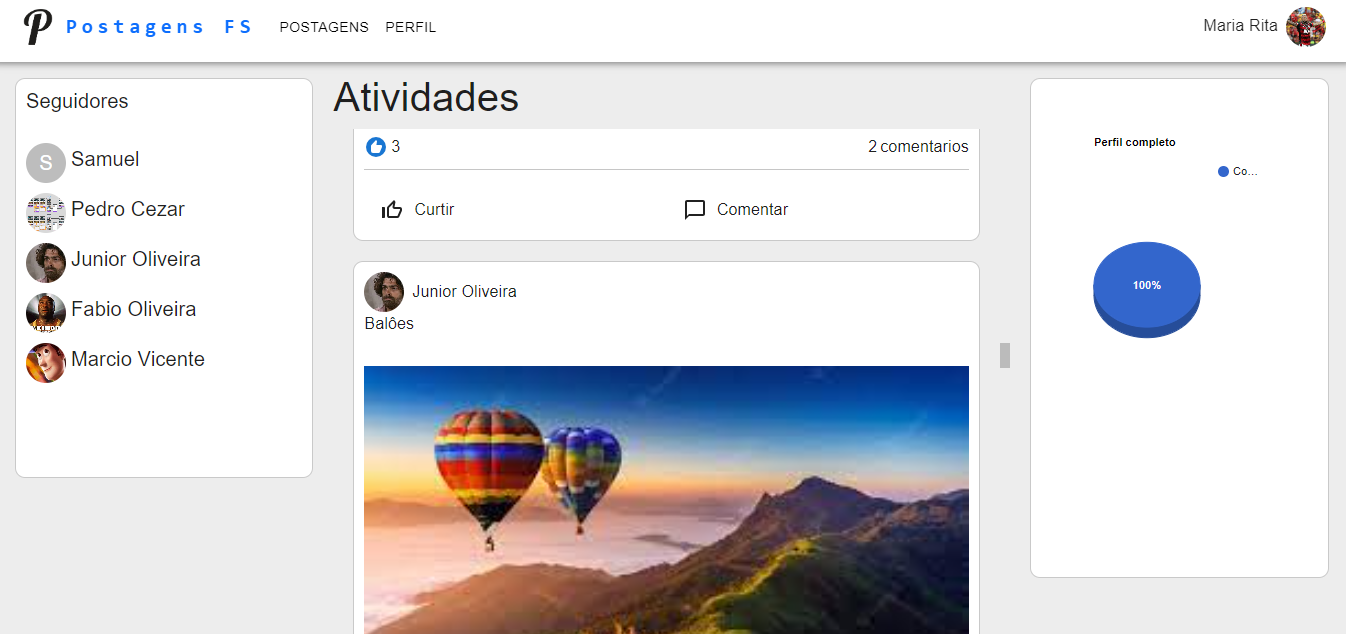 P Postagens FS POSTAGENS PERFIL Maria Rita
Seguidores
S Samuel
Pedro Cezar
Junior Oliveira
Fabio Oliveira
Marcio Vicente
Atividades
3 2 comentarios
Curtir Comentar
Junior Oliveira
Balões
Perfil completo
Co...
100%